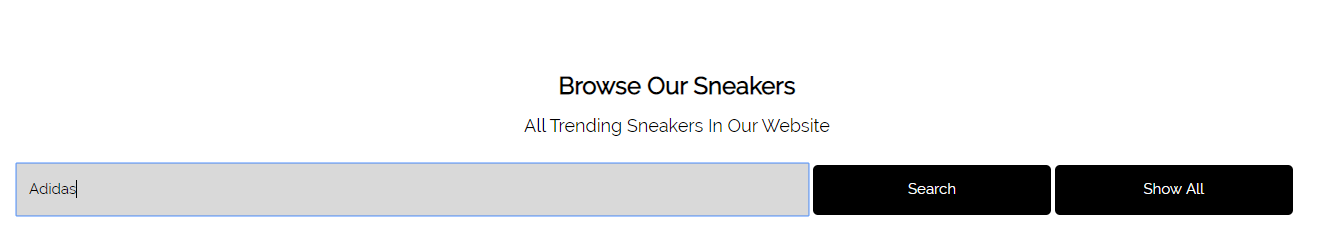 Browse Our Sneakers
All Trending Sneakers In Our Website
Adidas Search Show All